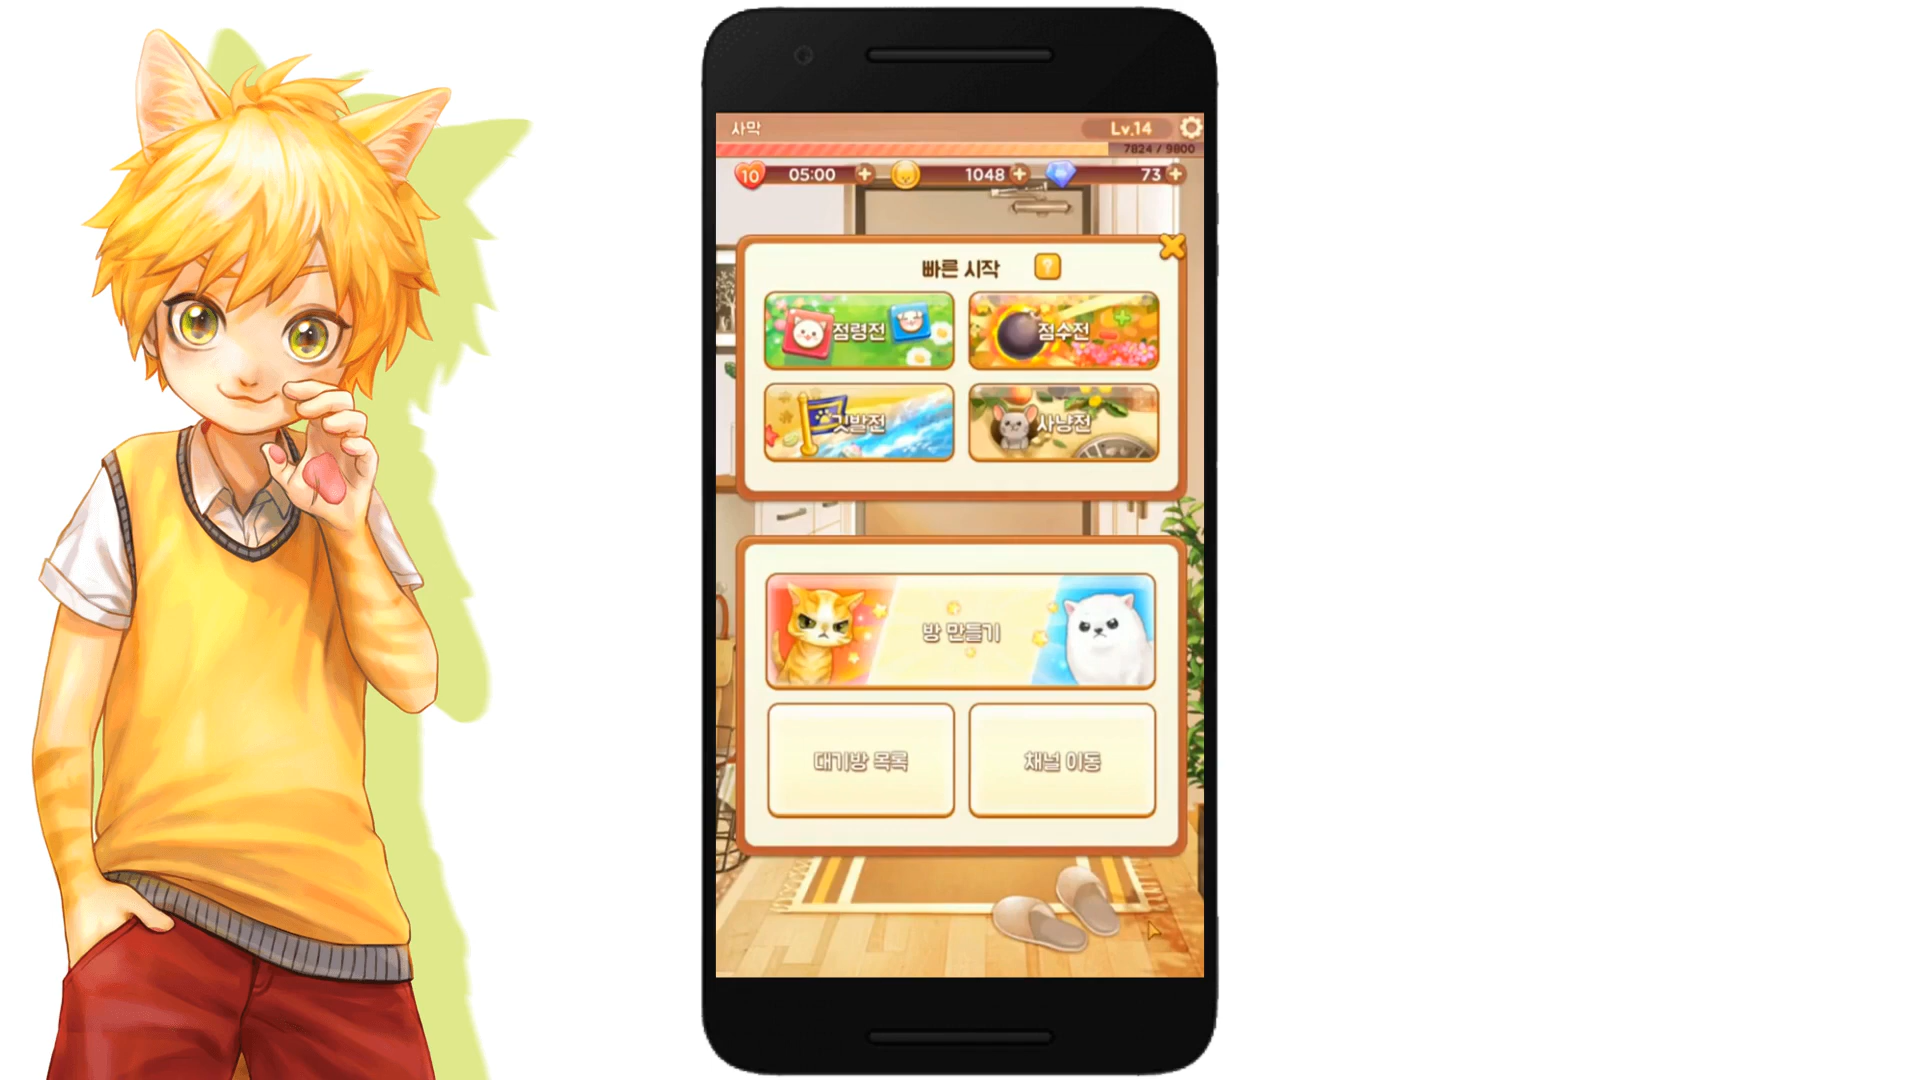 사막
Lv.14
7824 / 9800
10
05:00
1048
73
빠른 시작
?
점령전
점수전
깃발전
사냥전
방 만들기
대기방 목록
채널 이동